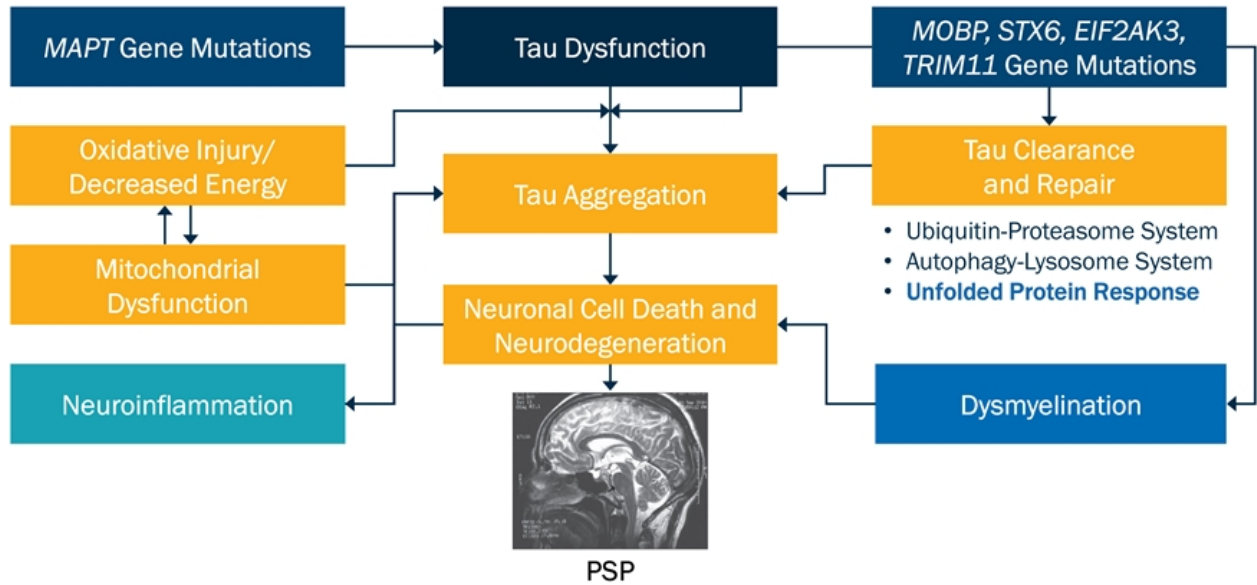 MAPT Gene Mutations
Tau Dysfunction
MOBP, STX6, EIF2AK3,
TRIM11 Gene Mutations
Oxidative Injury/
Decreased Energy
Tau Aggregation
Tau Clearance
and Repair
• Ubiquitin-Proteasome System
• Autophagy-Lysosome System
• Unfolded Protein Response
Mitochondrial
Dysfunction
Neuronal Cell Death and
Neurodegeneration
Neuroinflammation
Dysmyelination
PSP